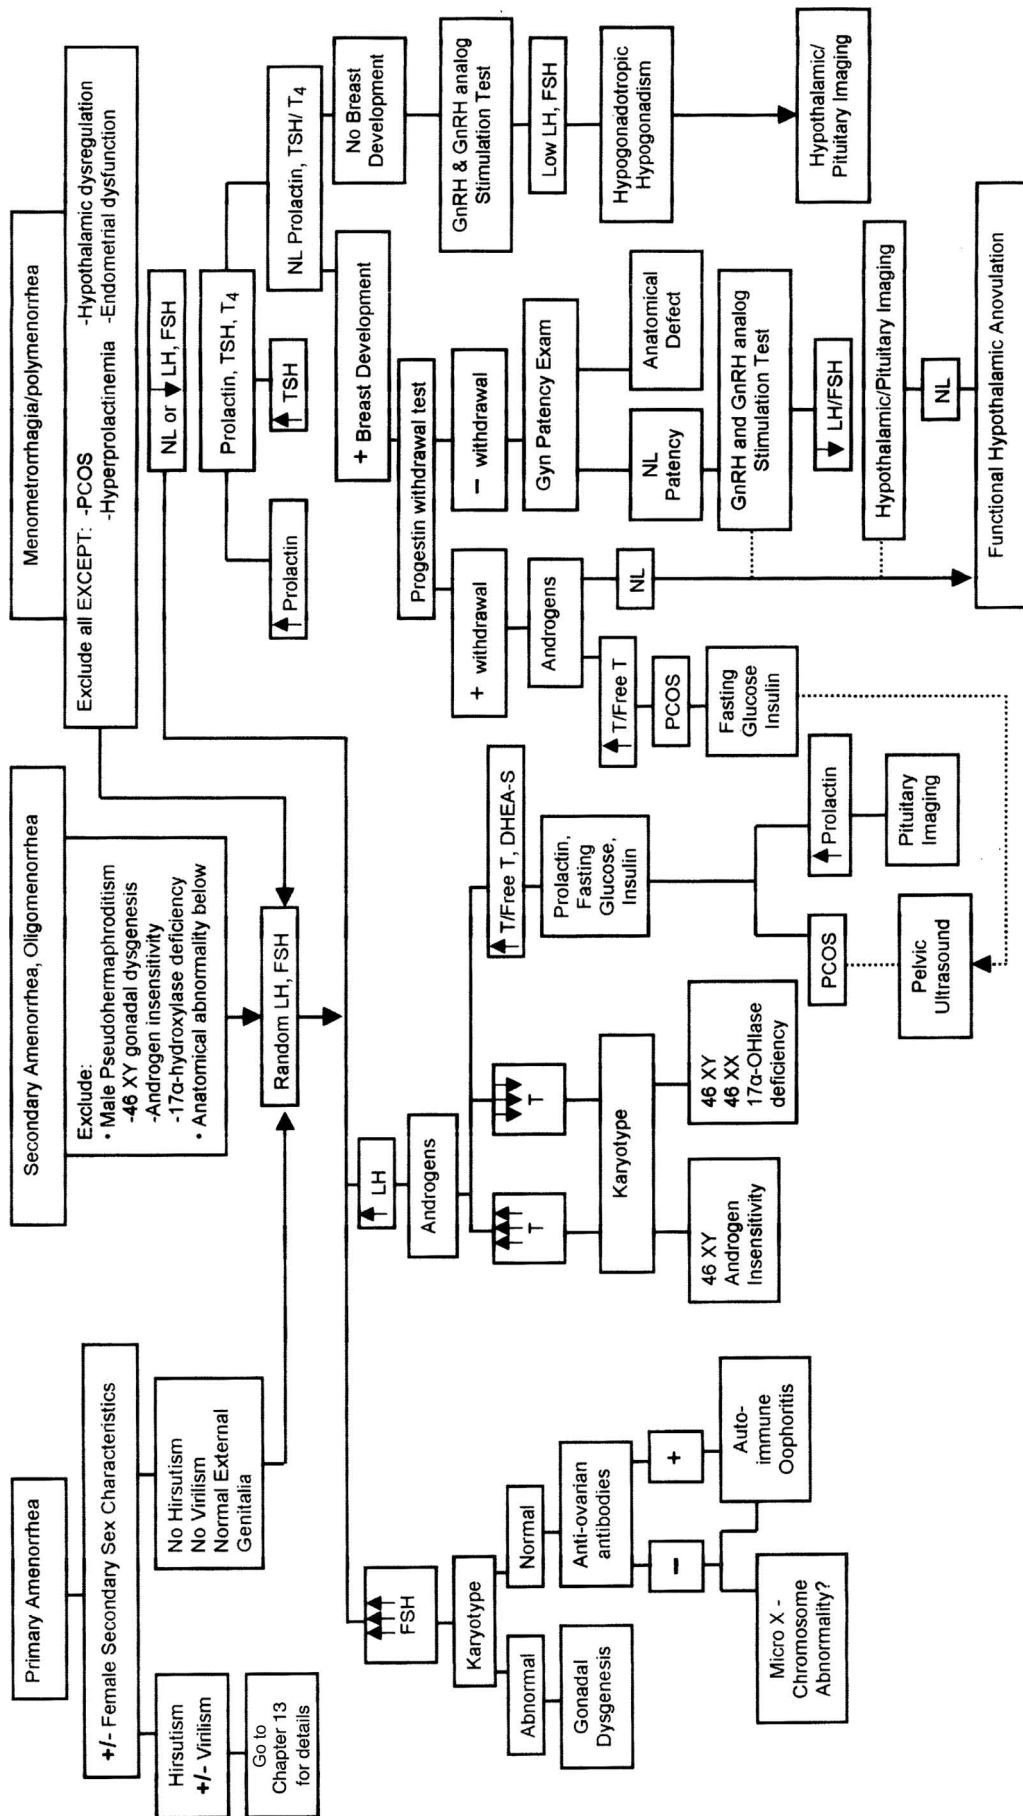 Primary Amenorrhea
+/- Female Secondary Sex Characteristics
Hirsutism
+/- Virilism
Go to
Chapter 13
for details
No Hirsutism
No Virilism
Normal External
Genitalia
Secondary Amenorrhea, Oligomenorrhea
Exclude:
• Male Pseudohermaphroditism
-46 XY gonadal dysgenesis
-Androgen insensitivity
-17α-hydroxylase deficiency
• Anatomical abnormality below
Menometrorrhagia/polymenorrhea
Exclude all EXCEPT: -PCOS -Hypothalamic dysregulation
-Hyperprolactinemia -Endometrial dysfunction
Random LH, FSH
↑↑↑
FSH
Karyotype
Abnormal
Normal
Gonadal
Dysgenesis
Anti-ovarian
antibodies
−
+
Micro X -
Chromosome
Abnormality?
Auto-
immune
Oophoritis
↑ LH
Androgens
↑↑↑
T
↓↓↓
T
↑ T/Free T, DHEA-S
Karyotype
46 XY
Androgen
Insensitivity
46 XY
46 XX
17α-OHlase
deficiency
Prolactin,
Fasting
Glucose,
Insulin
PCOS
↑ Prolactin
Pelvic
Ultrasound
Pituitary
Imaging
NL or ↓ LH, FSH
Prolactin, TSH, T4
↑ Prolactin
↑ TSH
NL Prolactin, TSH/ T4
+ Breast Development
No Breast
Development
Progestin withdrawal test
+ withdrawal
− withdrawal
Androgens
↑ T/Free T
NL
PCOS
Fasting
Glucose
Insulin
Gyn Patency Exam
NL
Patency
Anatomical
Defect
GnRH and GnRH analog
Stimulation Test
↓ LH/FSH
Hypothalamic/Pituitary Imaging
NL
Functional Hypothalamic Anovulation
GnRH & GnRH analog
Stimulation Test
Low LH, FSH
Hypogonadotropic
Hypogonadism
Hypothalamic/
Pituitary Imaging